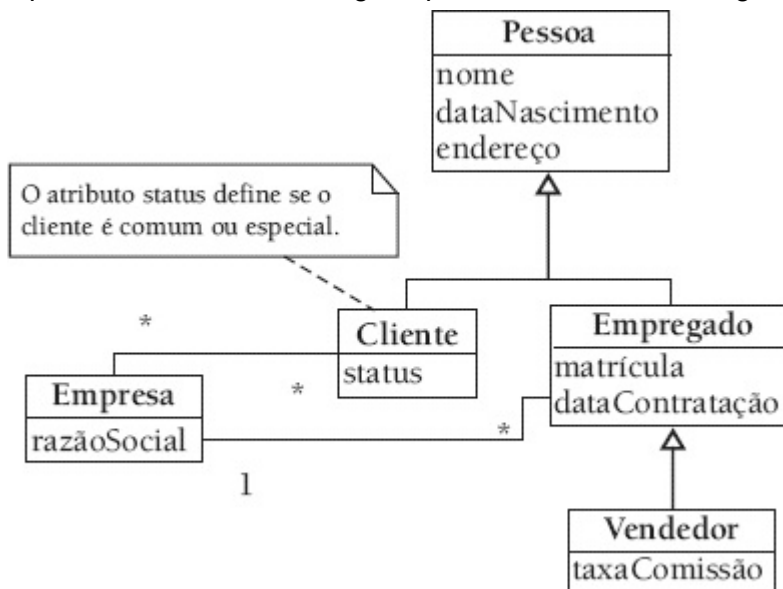 Pessoa
nome
dataNascimento
endereço
O atributo status define se o
cliente é comum ou especial.
*
Cliente
status
*
Empregado
matrícula
dataContratação
*
Empresa
razãoSocial
1
Vendedor
taxaComissão